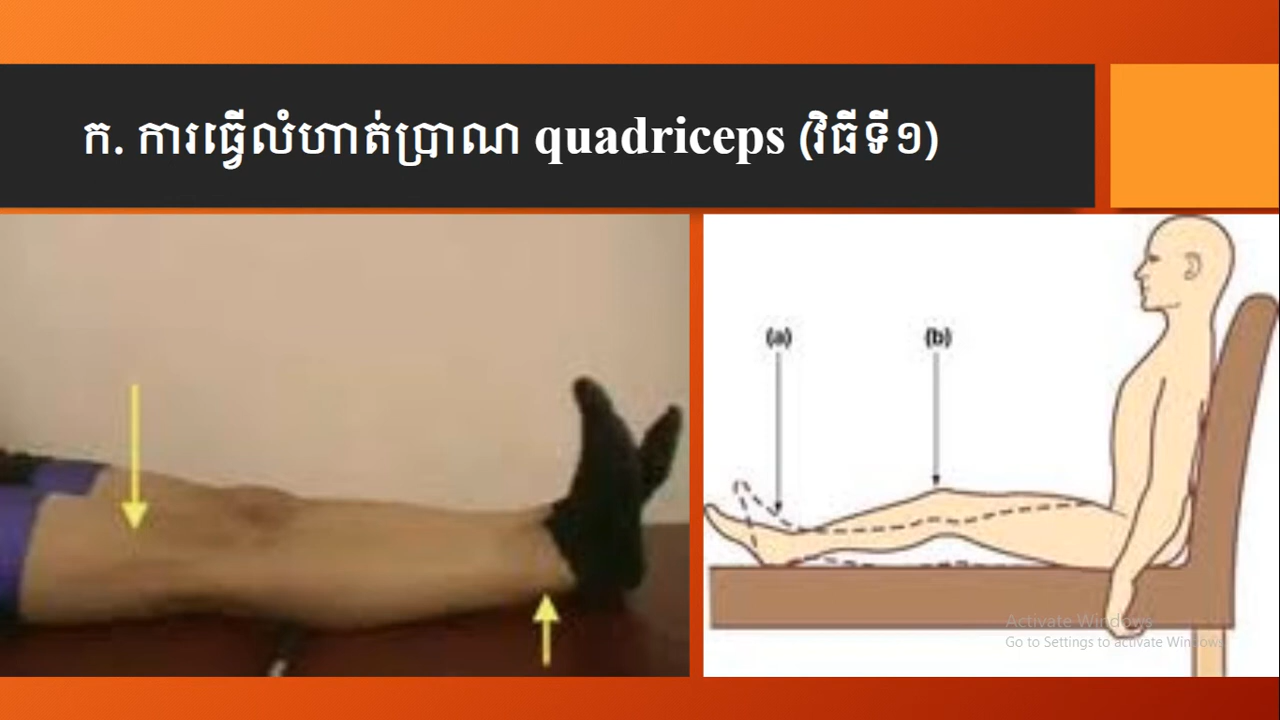 ក. ការធ្វើលំហាត់ប្រាណ quadriceps (វិធីទី១)
(a)
(b)
Activate Windows
Go to Settings to activate Windows.